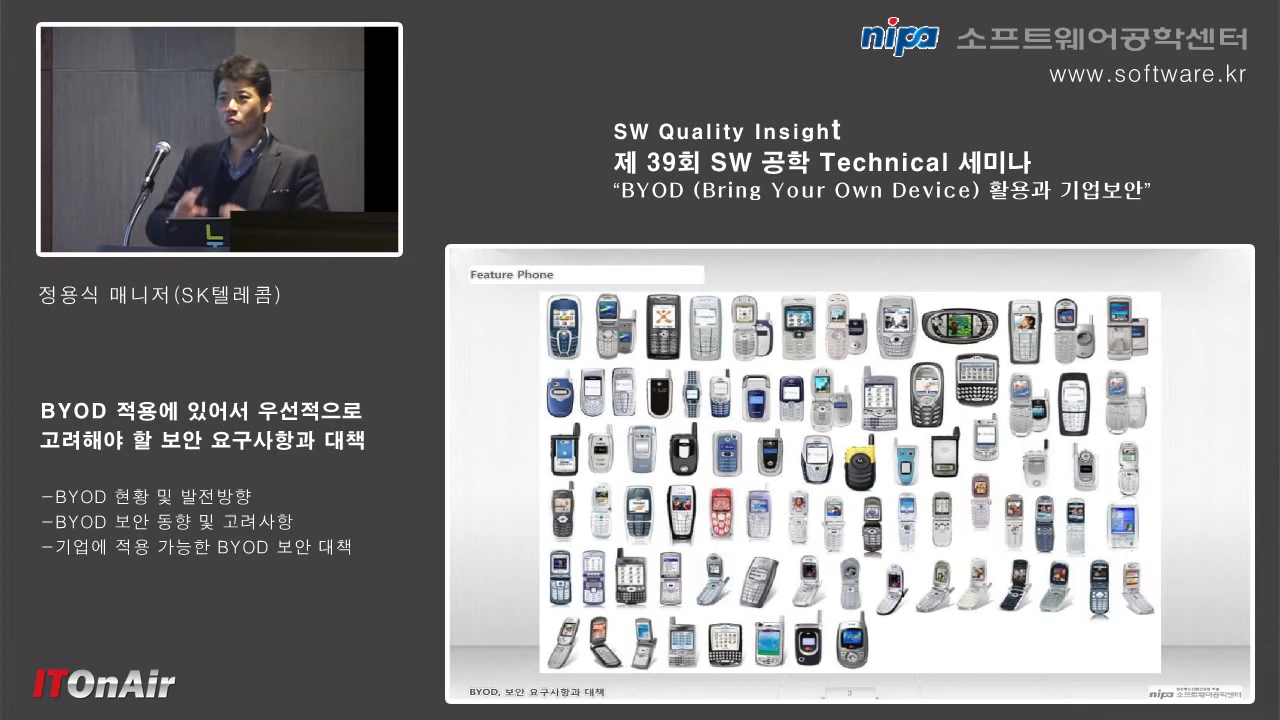 nipa 소프트웨어공학센터
www.software.kr
SW Quality Insight
제 39회 SW 공학 Technical 세미나
“BYOD (Bring Your Own Device) 활용과 기업보안”
정용식 매니저(SK텔레콤)
BYOD 적용에 있어서 우선적으로
고려해야 할 보안 요구사항과 대책
-BYOD 현황 및 발전방향
-BYOD 보안 동향 및 고려사항
-기업에 적용 가능한 BYOD 보안 대책
ITOnAir
Feature Phone
BYOD, 보안 요구사항과 대책
3
nipa 소프트웨어공학센터